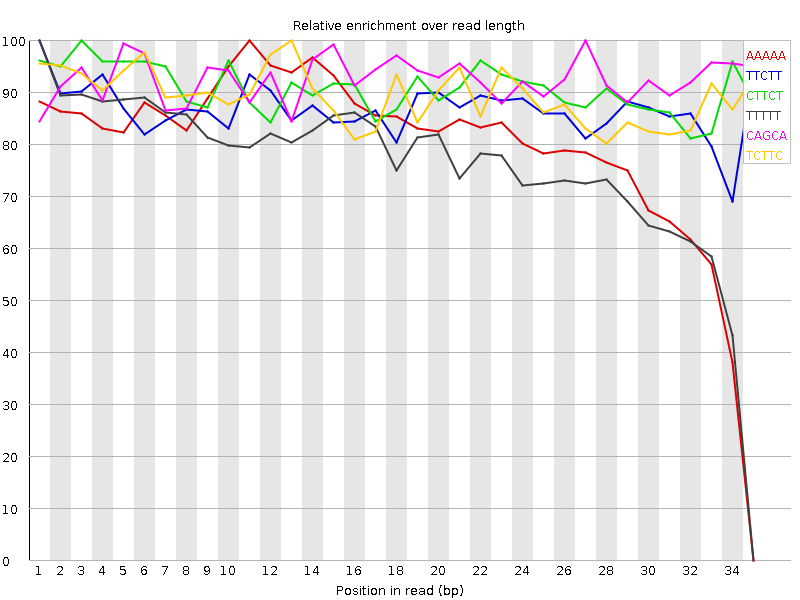 Relative enrichment over read length
100
90
80
70
60
50
40
30
20
10
0
AAAAA
TTCTT
CTTCT
TTTTT
CAGCA
TCTTC
1 2 3 4 5 6 7 8 9 10 12 14 16 18 20 22 24 26 28 30 32 34
Position in read (bp)